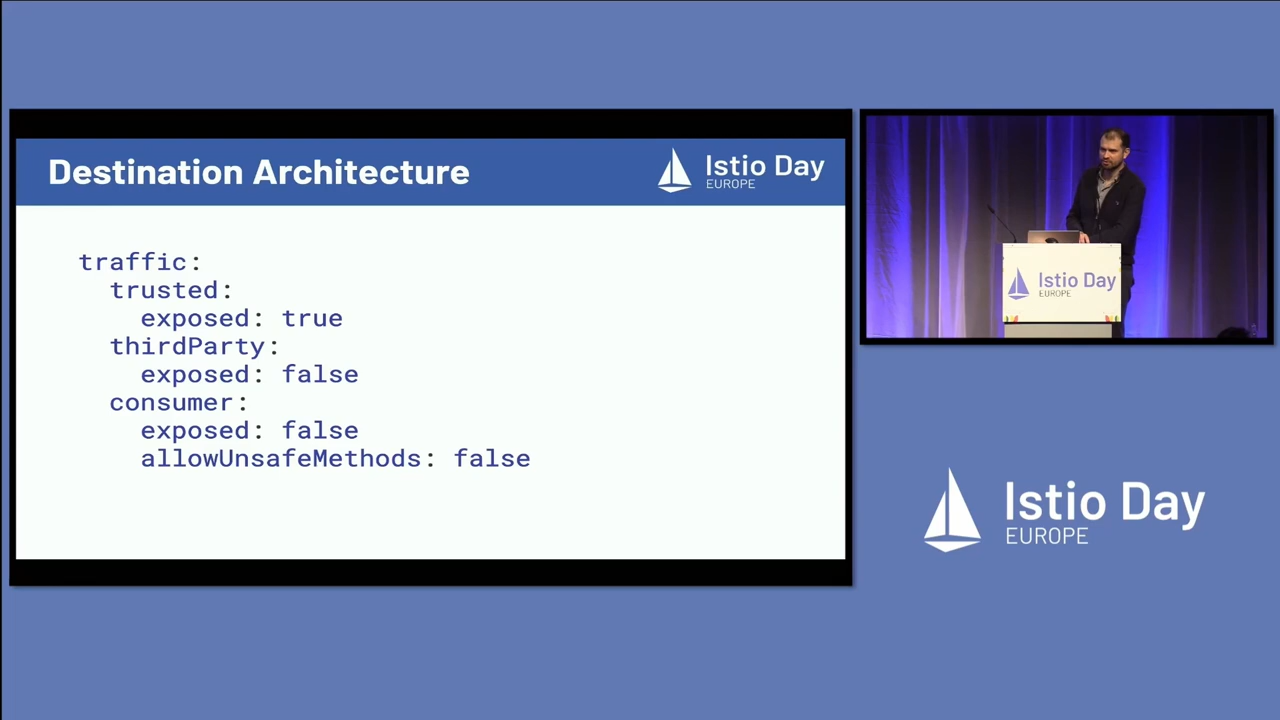 Destination Architecture
Istio Day
EUROPE
traffic:
  trusted:
    exposed: true
  thirdParty:
    exposed: false
  consumer:
    exposed: false
    allowUnsafeMethods: false
Istio Day
EUROPE
Istio Day
EUROPE